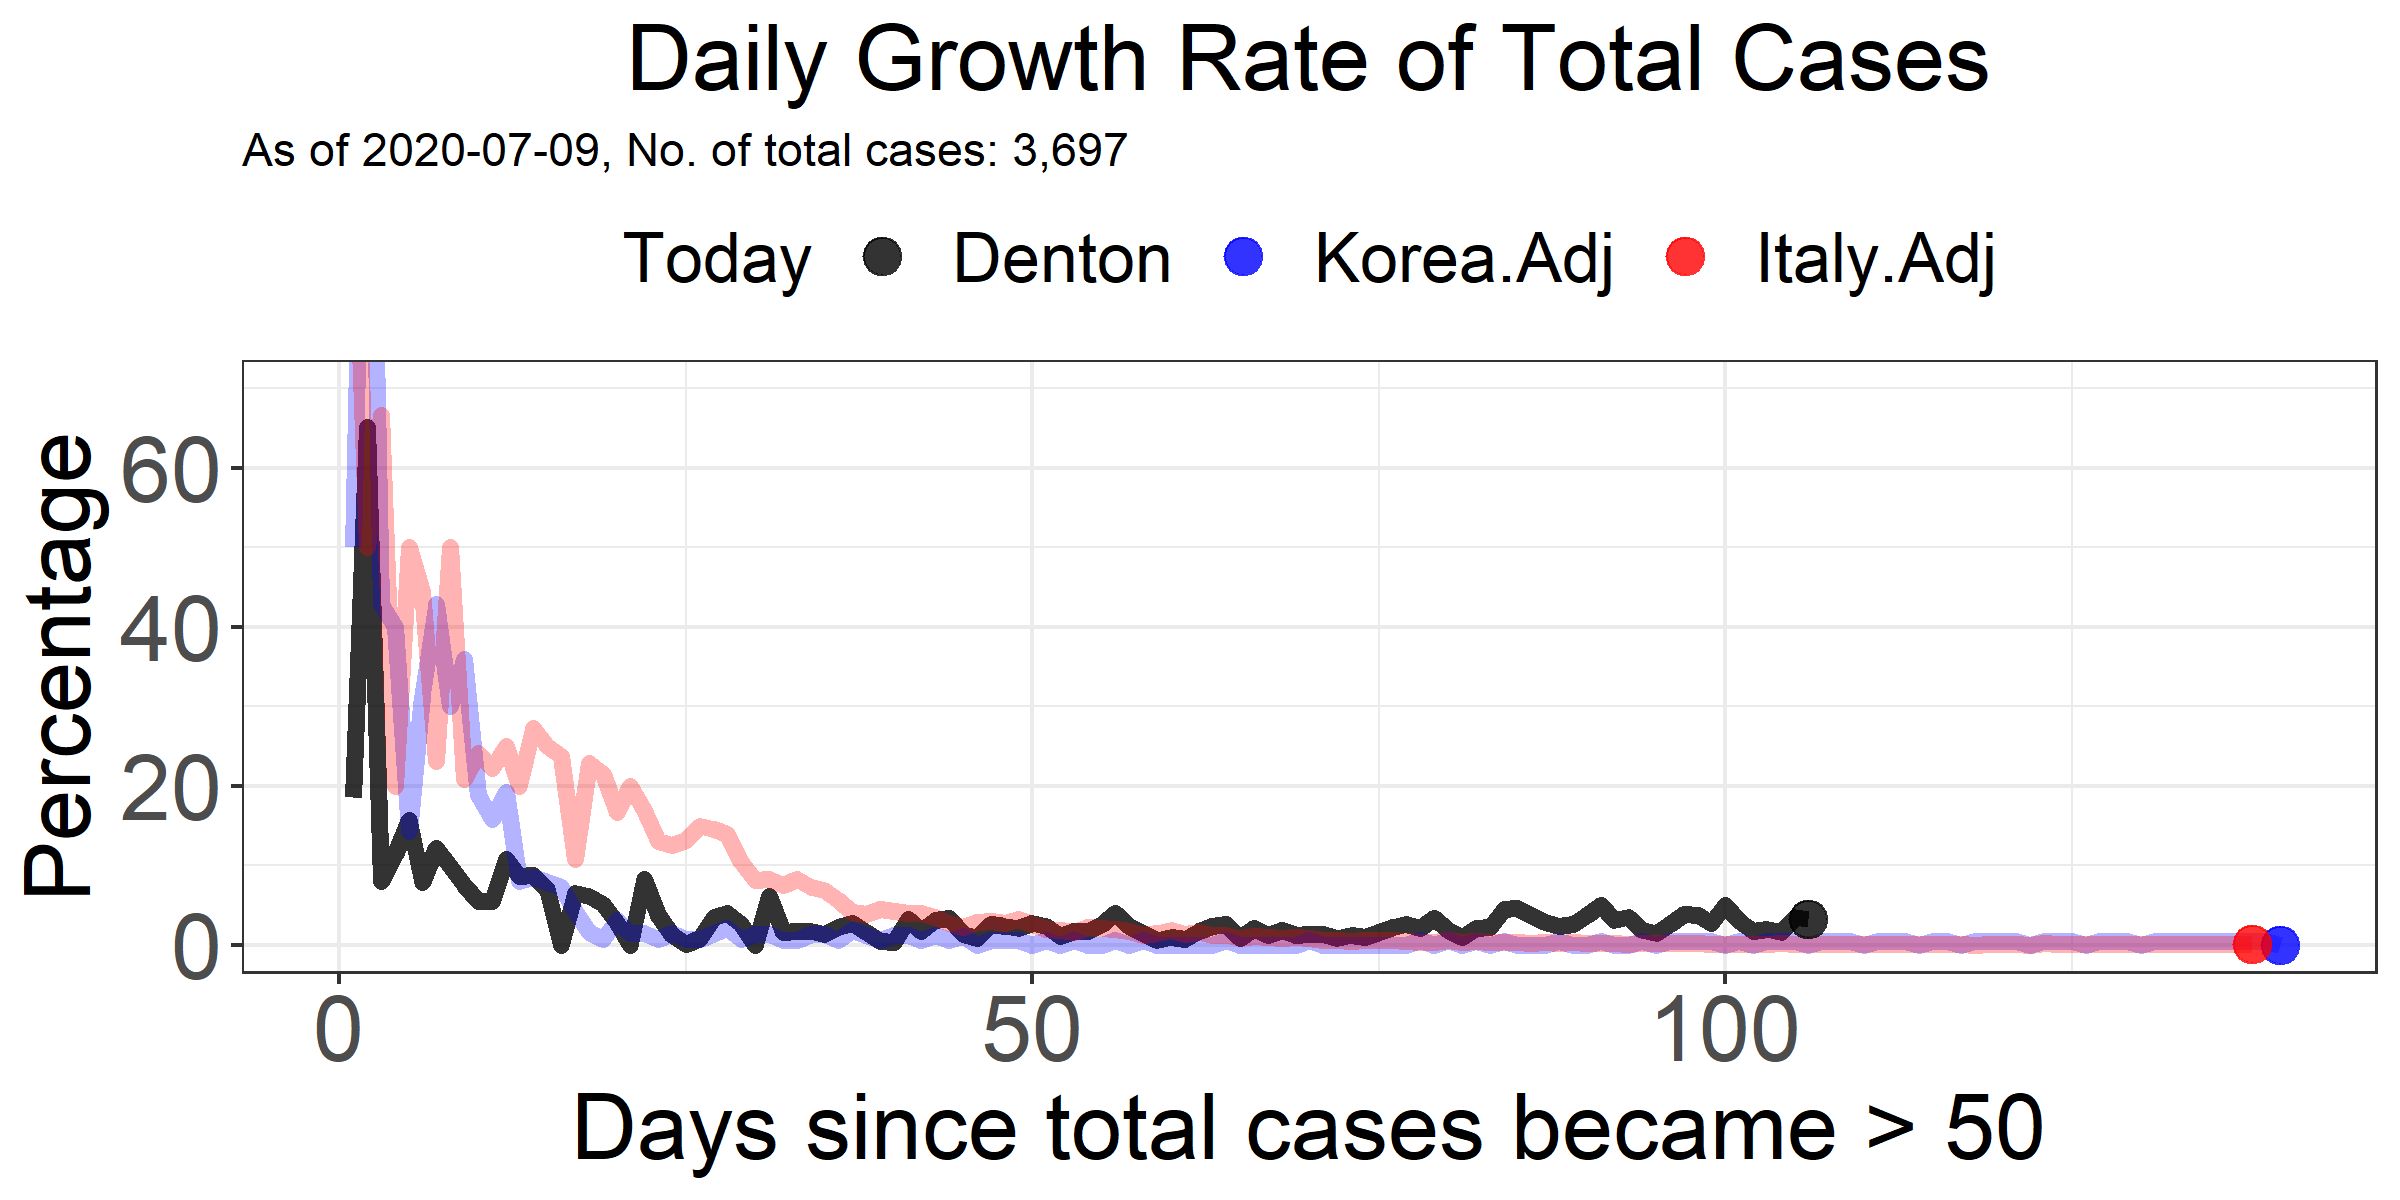 Daily Growth Rate of Total Cases
As of 2020-07-09, No. of total cases: 3,697
Today Denton Korea.Adj Italy.Adj
Percentage
60
40
20
0
0 50 100
Days since total cases became > 50